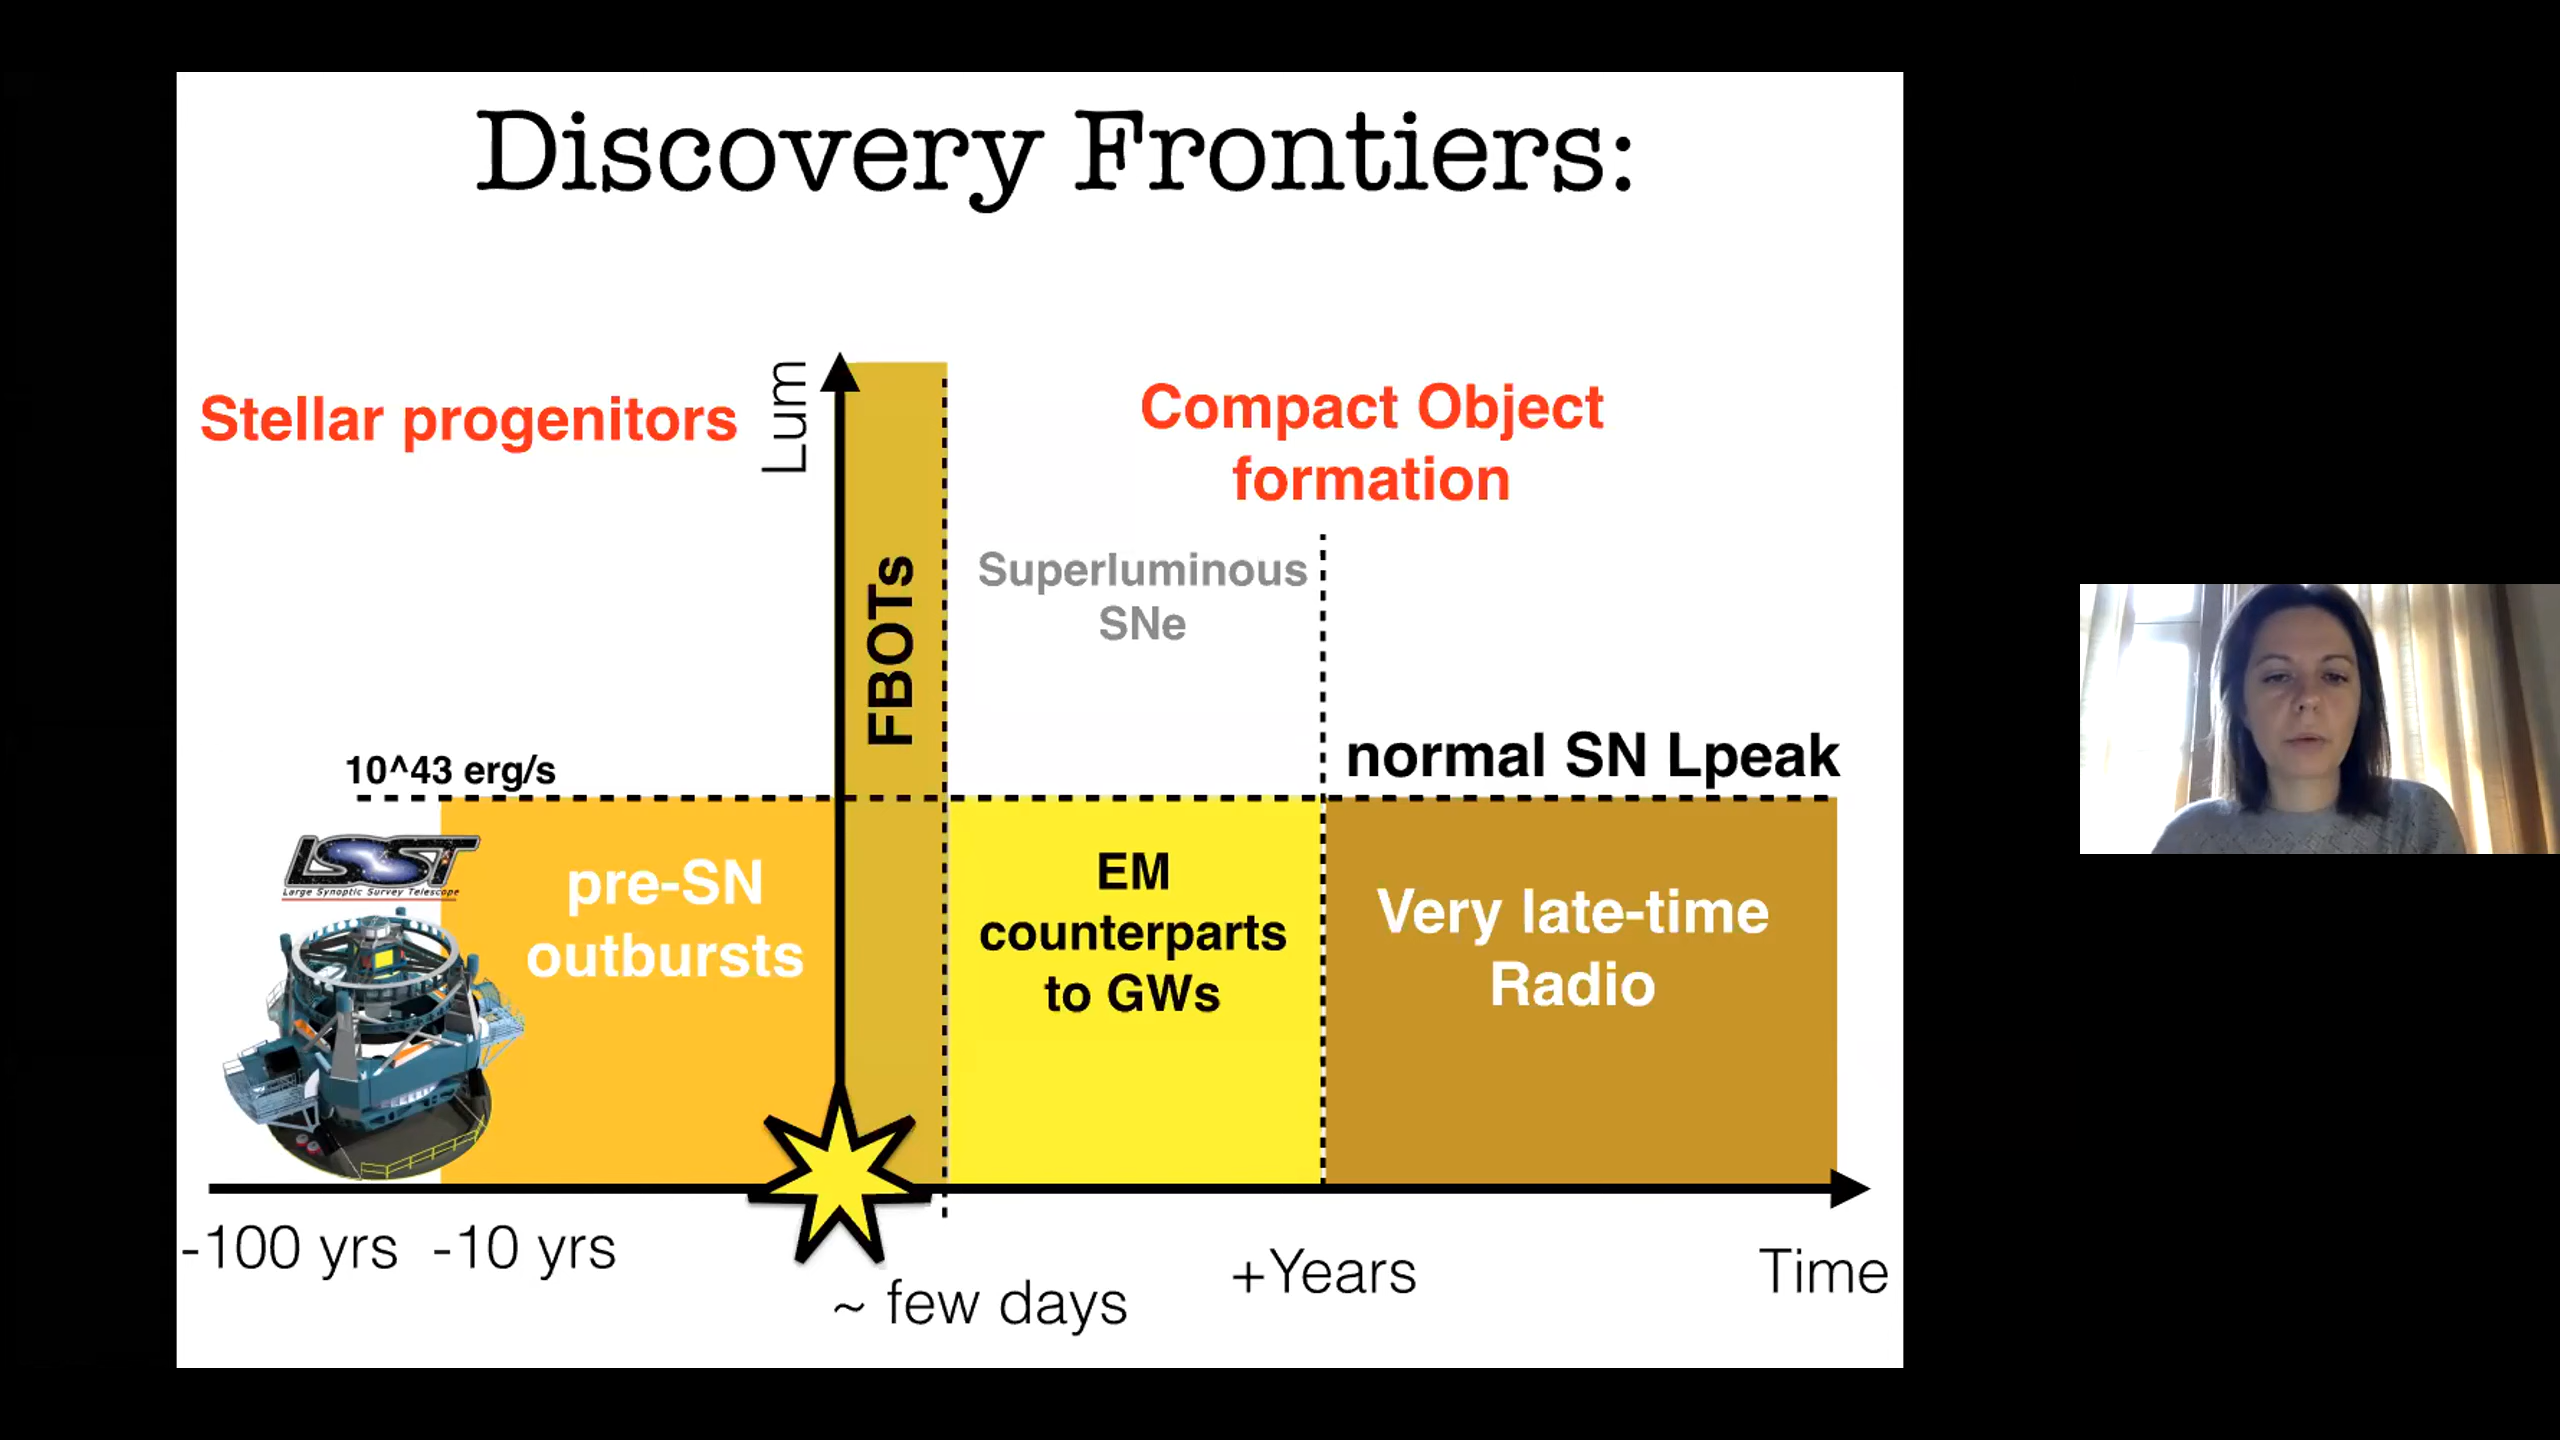 Discovery Frontiers:
Stellar progenitors
Lum
Compact Object
formation
FBOTs
Superluminous
SNe
10^43 erg/s
normal SN Lpeak
LSST
Large Synoptic Survey Telescope
pre-SN
outbursts
EM
counterparts
to GWs
Very late-time
Radio
-100 yrs
-10 yrs
~ few days
+Years
Time